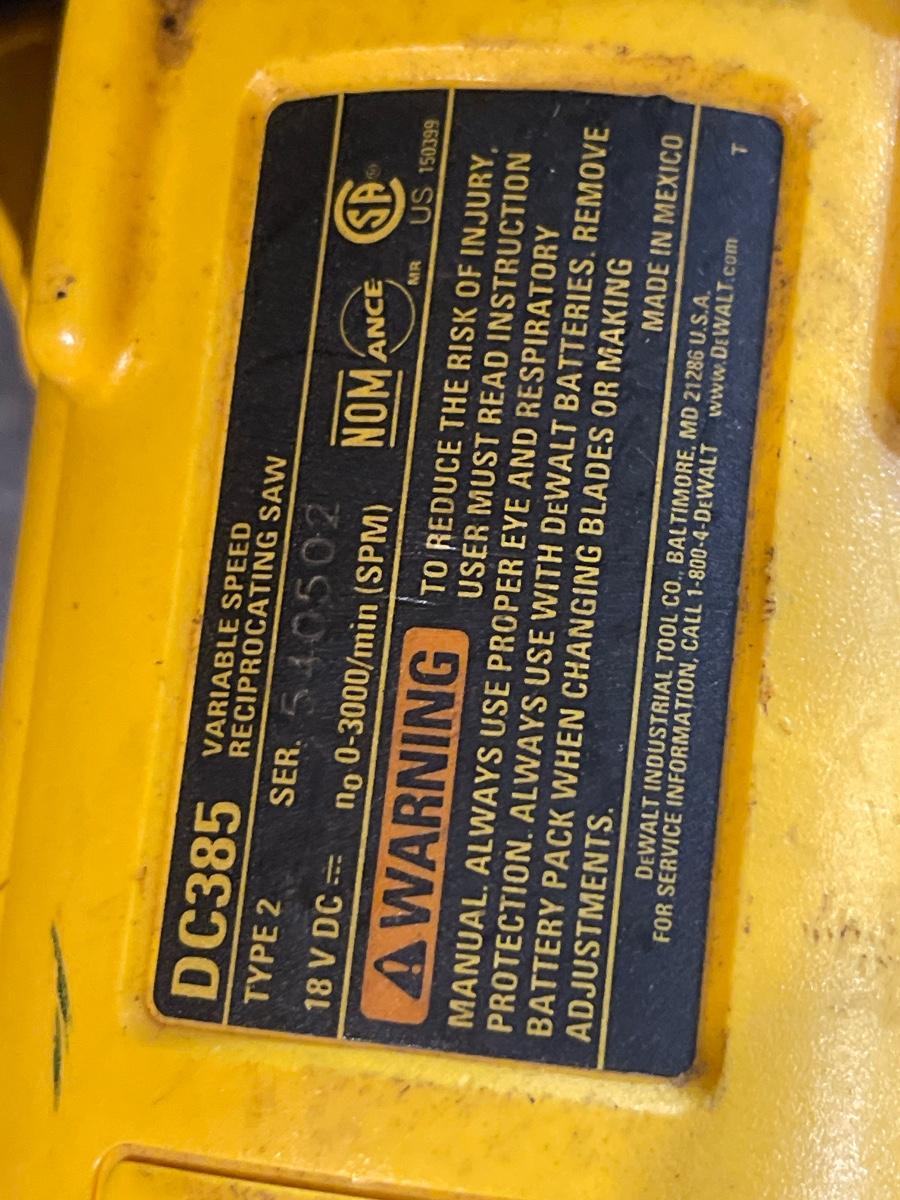 DC385 VARIABLE SPEED
RECIPROCATING SAW
TYPE 2 SER. 540502
18 V DC ⎓ n₀ 0-3000/min (SPM)
NOM ANCE MR SA® US 150399
⚠ WARNING TO REDUCE THE RISK OF INJURY,
USER MUST READ INSTRUCTION
MANUAL. ALWAYS USE PROPER EYE AND RESPIRATORY
PROTECTION. ALWAYS USE WITH DEWALT BATTERIES. REMOVE
BATTERY PACK WHEN CHANGING BLADES OR MAKING
ADJUSTMENTS. MADE IN MEXICO
DEWALT INDUSTRIAL TOOL CO., BALTIMORE, MD 21286 U.S.A.
FOR SERVICE INFORMATION, CALL 1-800-4-DEWALT www.DEWALT.com T